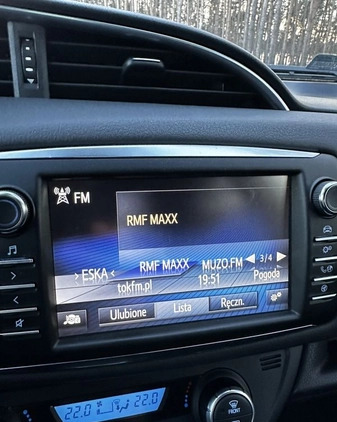 FM
RMF MAXX
› ESKA ‹ RMF MAXX MUZO.FM ◀ 3/4 ▶
tokfm.pl 19:51 Pogoda
Ulubione Lista Ręczn.
22.0 22.0
FRONT